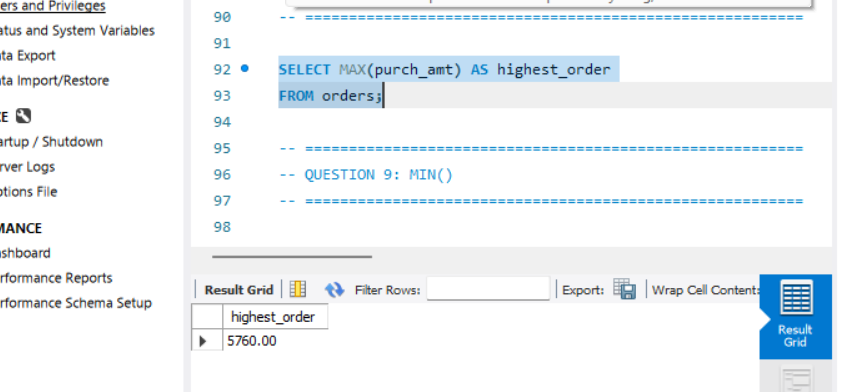 ers and Privileges
atus and System Variables
ata Export
ata Import/Restore
CE
artup / Shutdown
rver Logs
ptions File
MANCE
ashboard
rformance Reports
rformance Schema Setup
90 -- =======================================================
91
92 SELECT MAX(purch_amt) AS highest_order
93 FROM orders;
94
95 -- =======================================================
96 -- QUESTION 9: MIN()
97 -- =======================================================
98
Result Grid Filter Rows: Export: Wrap Cell Content:
highest_order
5760.00
Result
Grid